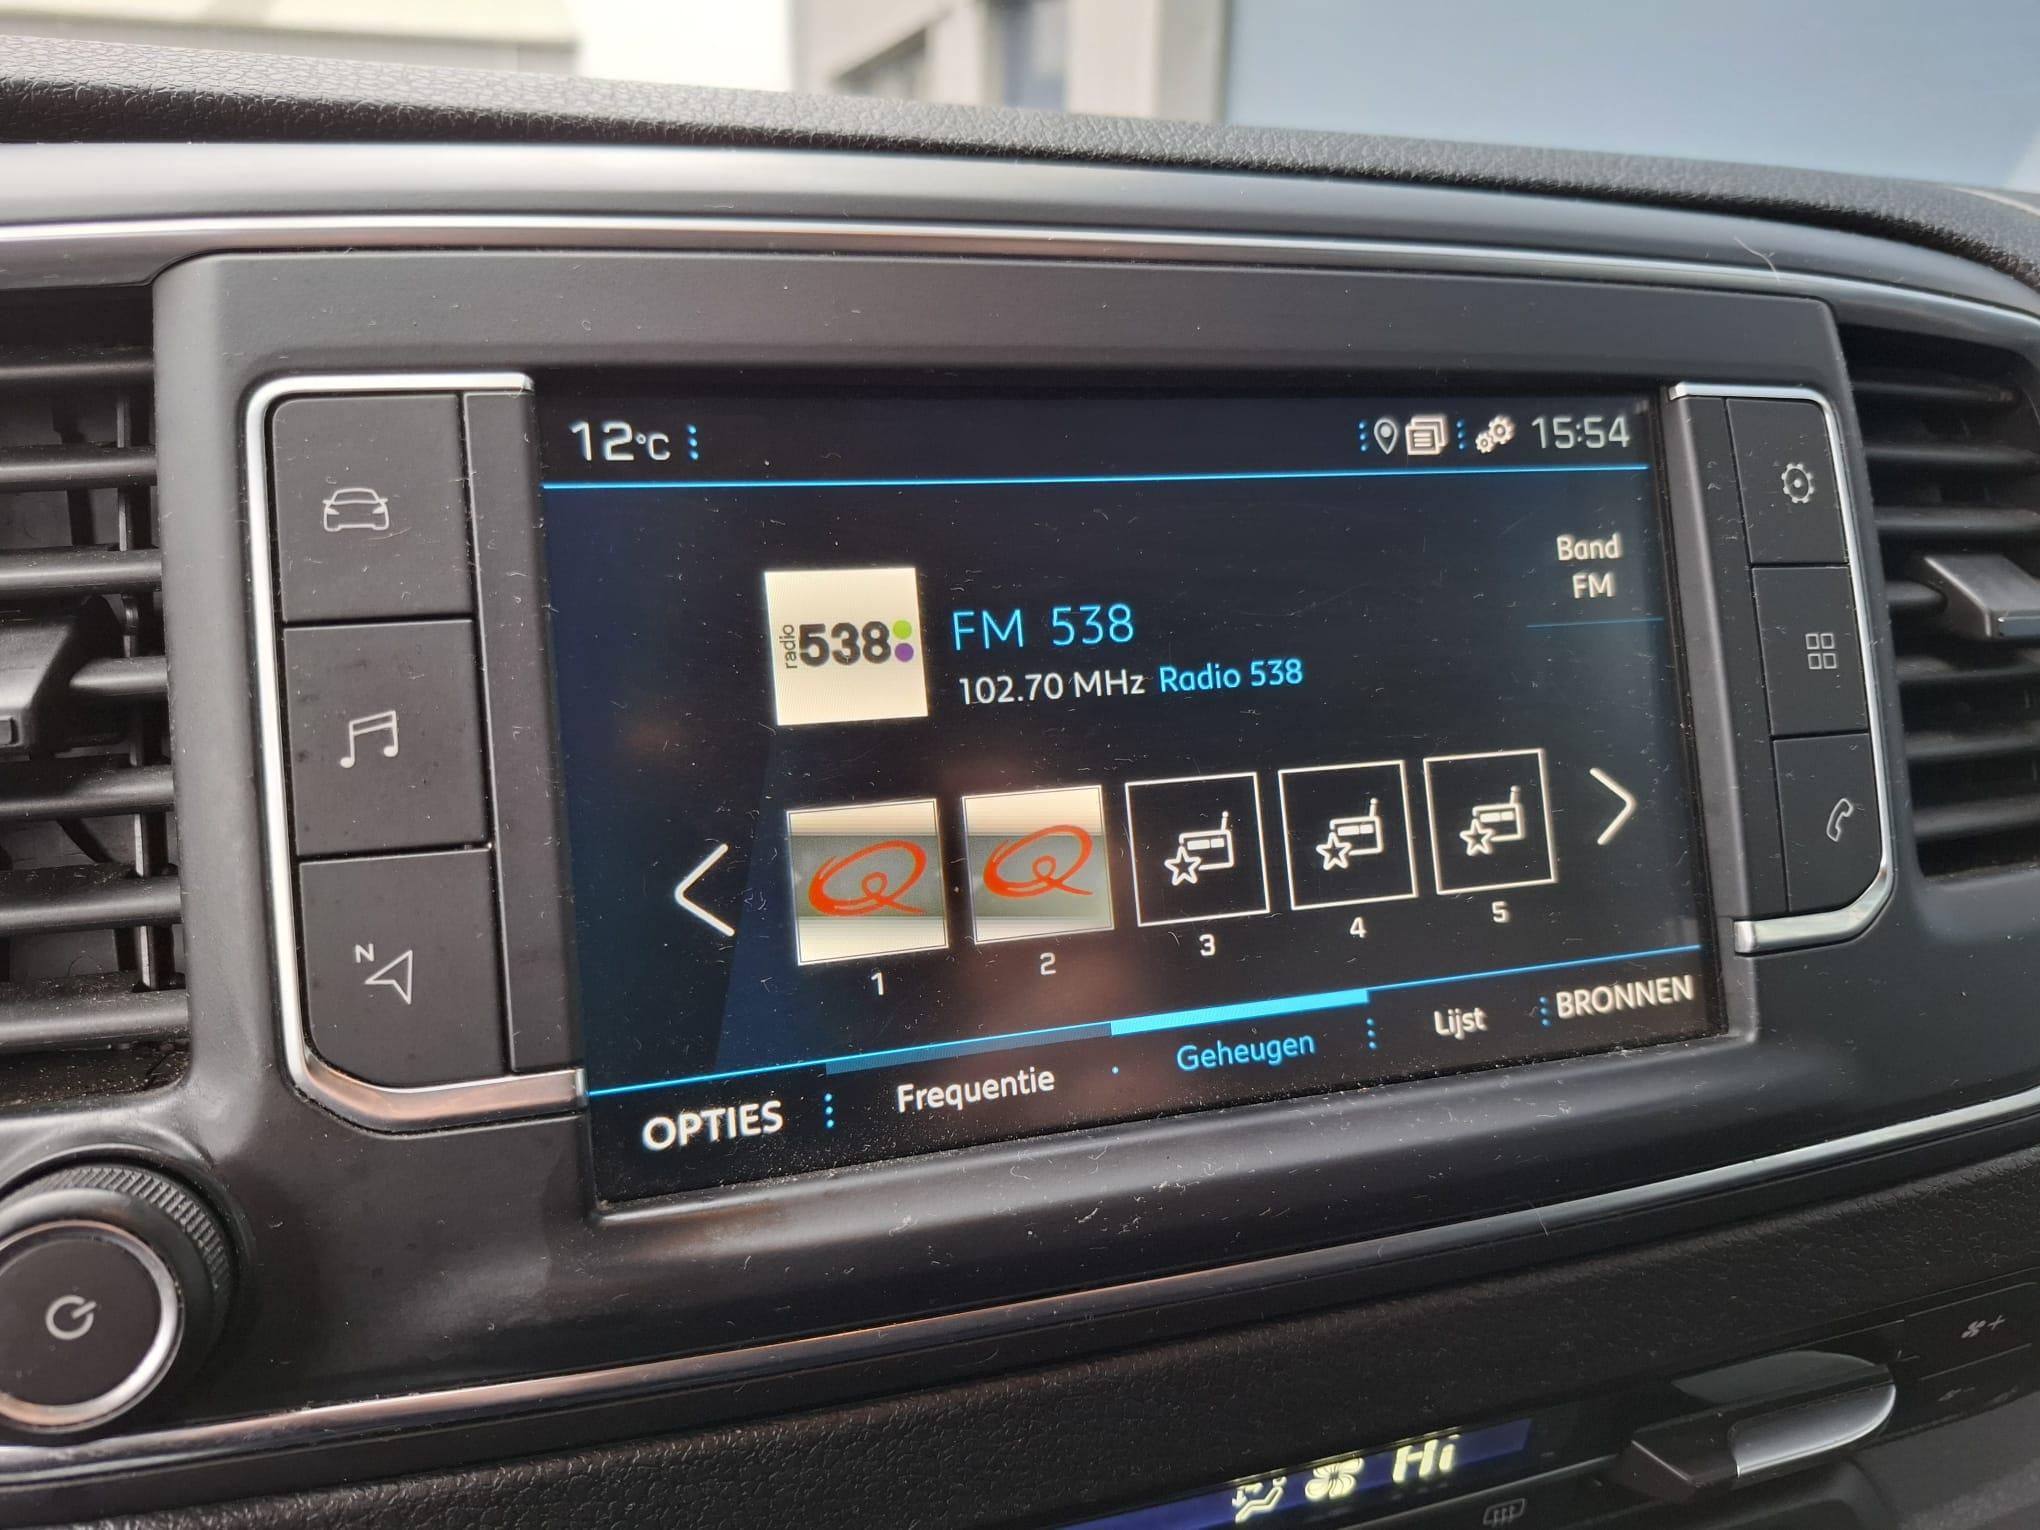 12°C
15:54
Band
FM
radio
538
FM 538
102.70 MHz Radio 538
Q Q
1 2 3 4 5
OPTIES Frequentie Geheugen Lijst BRONNEN
N
Hi